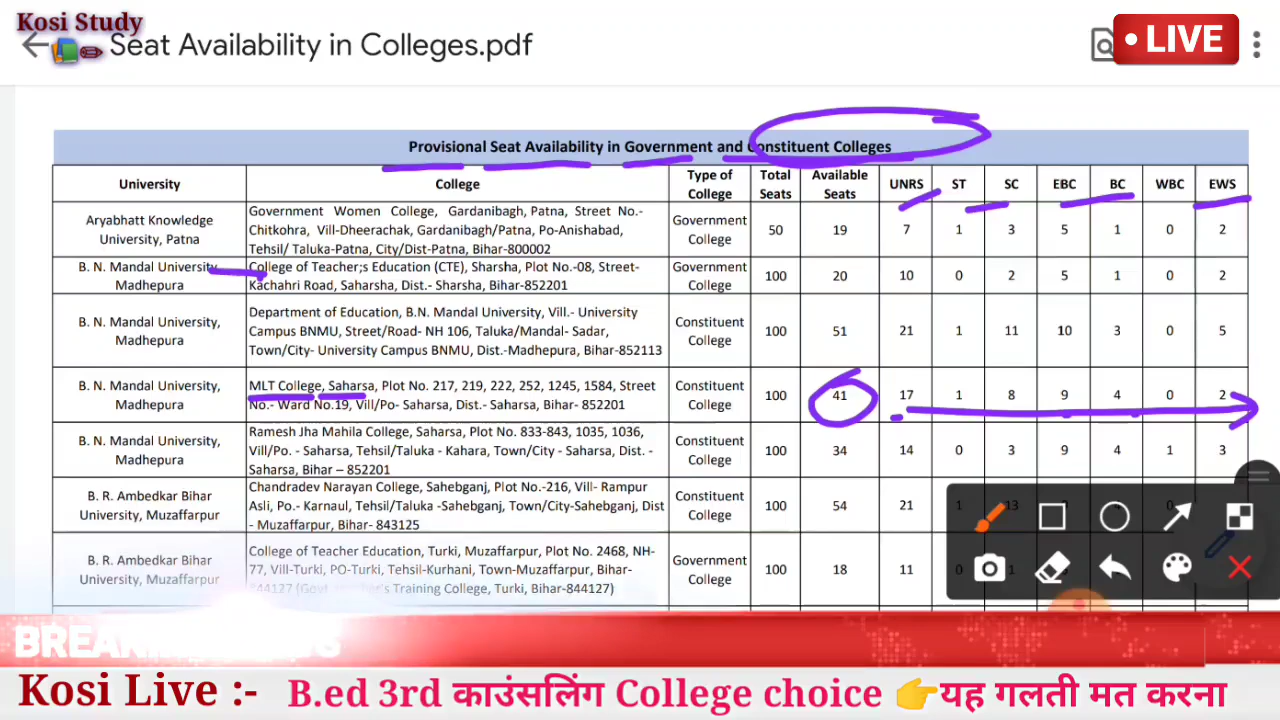 Kosi Study
Seat Availability in Colleges.pdf
• LIVE
Provisional Seat Availability in Government and Constituent Colleges
University College Type of College Total Seats Available Seats UNRS ST SC EBC BC WBC EWS
Aryabhatt Knowledge University, Patna
Government Women College, Gardanibagh, Patna, Street No.-
Chitkohra, Vill-Dheerachak, Gardanibagh/Patna, Po-Anishabad,
Tehsil/ Taluka-Patna, City/Dist-Patna, Bihar-800002
Government College 50 19 7 1 3 5 1 0 2
B. N. Mandal University, Madhepura
College of Teacher;s Education (CTE), Sharsha, Plot No.-08, Street-
Kachahri Road, Saharsha, Dist.- Sharsha, Bihar-852201
Government College 100 20 10 0 2 5 1 0 2
B. N. Mandal University, Madhepura
Department of Education, B.N. Mandal University, Vill.- University
Campus BNMU, Street/Road- NH 106, Taluka/Mandal- Sadar,
Town/City- University Campus BNMU, Dist.-Madhepura, Bihar-852113
Constituent College 100 51 21 1 11 10 3 0 5
B. N. Mandal University, Madhepura
MLT College, Saharsa, Plot No. 217, 219, 222, 252, 1245, 1584, Street
No.- Ward No.19, Vill/Po- Saharsa, Dist.- Saharsa, Bihar- 852201
Constituent College 100 41 17 1 8 9 4 0 2
B. N. Mandal University, Madhepura
Ramesh Jha Mahila College, Saharsa, Plot No. 833-843, 1035, 1036,
Vill/Po. - Saharsa, Tehsil/Taluka - Kahara, Town/City - Saharsa, Dist. -
Saharsa, Bihar – 852201
Constituent College 100 34 14 0 3 9 4 1 3
B. R. Ambedkar Bihar University, Muzaffarpur
Chandradev Narayan College, Sahebganj, Plot No.-216, Vill- Rampur
Asli, Po.- Karnaul, Tehsil/Taluka -Sahebganj, Town/City-Sahebganj, Dist
- Muzaffarpur, Bihar- 843125
Constituent College 100 54 21 1 13
B. R. Ambedkar Bihar University, Muzaffarpur
College of Teacher Education, Turki, Muzaffarpur, Plot No. 2468, NH-
77, Vill-Turki, PO-Turki, Tehsil-Kurhani, Town-Muzaffarpur, Bihar-
844127 Training College, Turki, Bihar-844127)
Government College 100 18 11 0 1
Kosi Live :- B.ed 3rd काउंसलिंग College choice 👉यह गलती मत करना